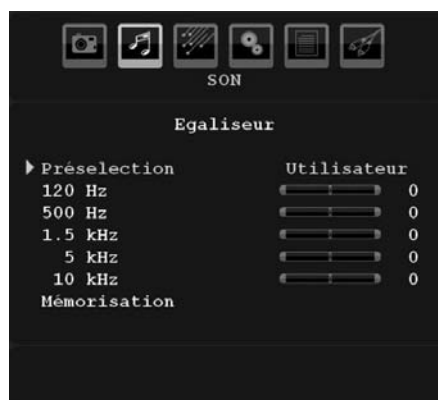 SON
Egaliseur
Préselection Utilisateur
120 Hz 0
500 Hz 0
1.5 kHz 0
5 kHz 0
10 kHz 0
Mémorisation